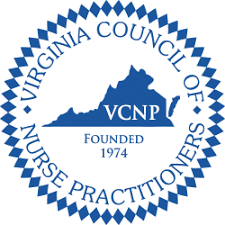 VIRGINIA COUNCIL OF
NURSE PRACTITIONERS
VCNP
FOUNDED
1974